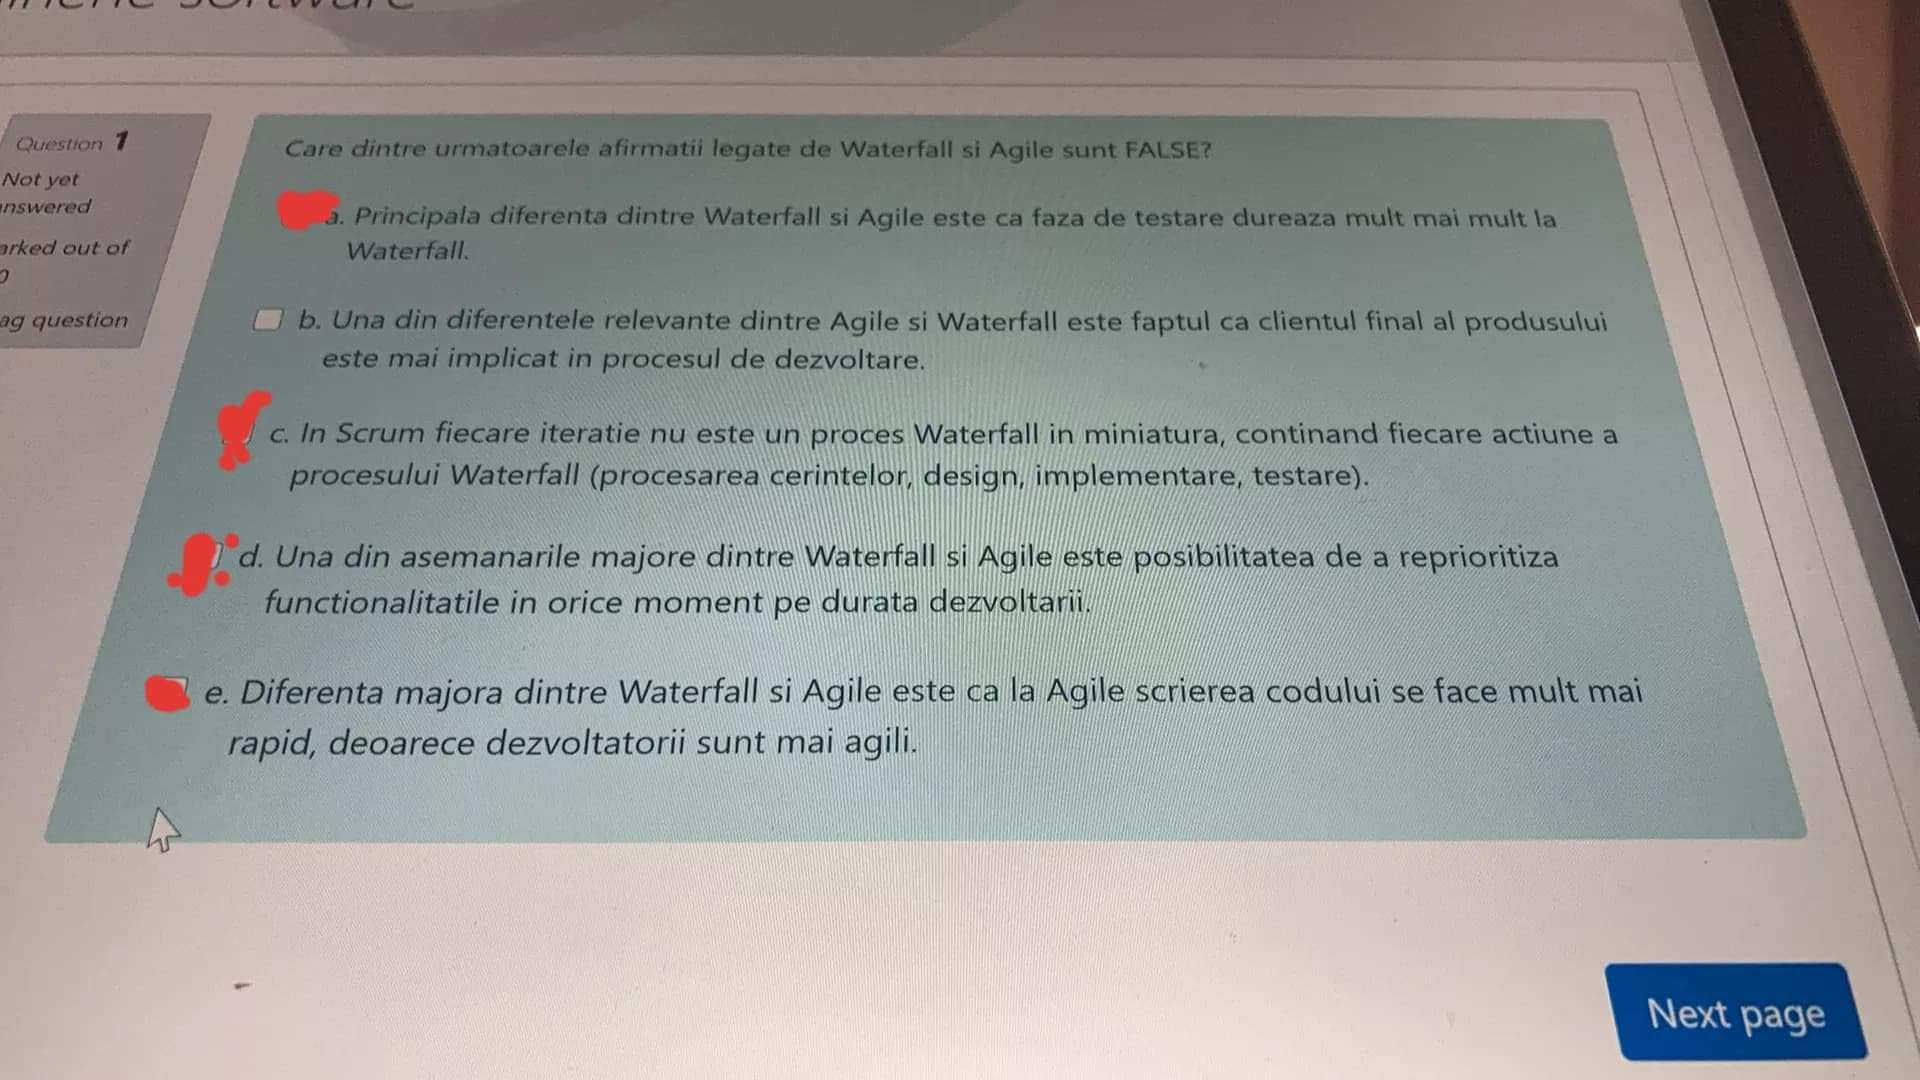 software
Question 1
Not yet
nswered
arked out of
ag question
Care dintre urmatoarele afirmatii legate de Waterfall si Agile sunt FALSE?
a. Principala diferenta dintre Waterfall si Agile este ca faza de testare dureaza mult mai mult la
Waterfall.
b. Una din diferentele relevante dintre Agile si Waterfall este faptul ca clientul final al produsului
este mai implicat in procesul de dezvoltare.
c. In Scrum fiecare iteratie nu este un proces Waterfall in miniatura, continand fiecare actiune a
procesului Waterfall (procesarea cerintelor, design, implementare, testare).
d. Una din asemanarile majore dintre Waterfall si Agile este posibilitatea de a reprioritiza
functionalitatile in orice moment pe durata dezvoltarii.
e. Diferenta majora dintre Waterfall si Agile este ca la Agile scrierea codului se face mult mai
rapid, deoarece dezvoltatorii sunt mai agili.
Next page